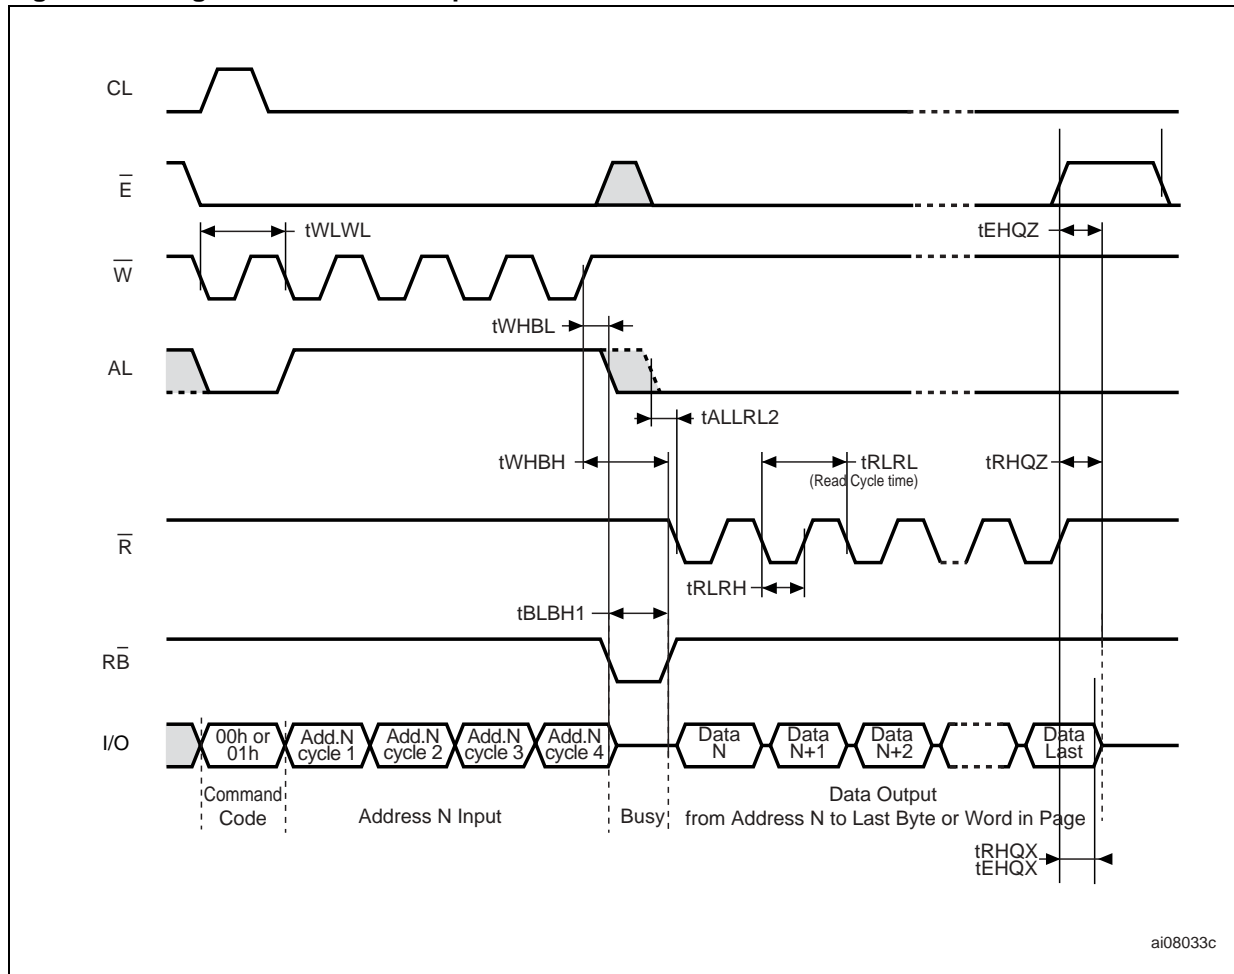 CL
E
tWLWL
tEHQZ
W
tWHBL
AL
tALLRL2
tWHBH
tRLRL
(Read Cycle time)
tRHQZ
R
tRLRH
tBLBH1
RB
I/O
00h or
01h
Add.N
cycle 1
Add.N
cycle 2
Add.N
cycle 3
Add.N
cycle 4
Data
N
Data
N+1
Data
N+2
Data
Last
Command
Code
Address N Input
Busy
Data Output
from Address N to Last Byte or Word in Page
tRHQX
tEHQX
ai08033c